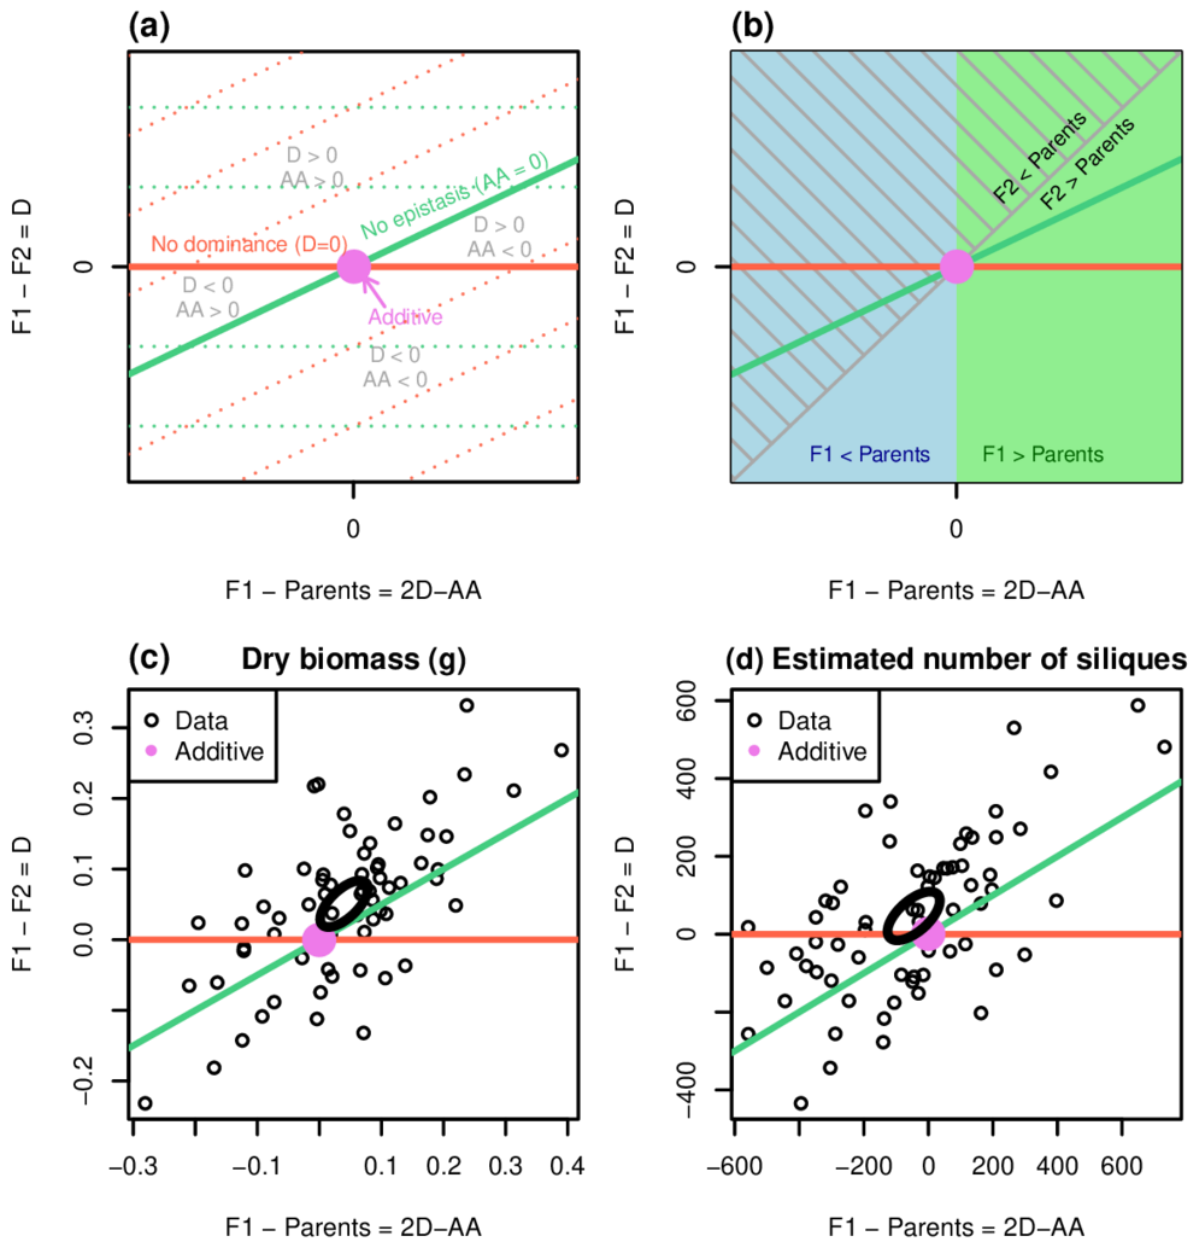 (a)
D > 0
AA > 0
No epistasis (AA = 0)
No dominance (D=0)
D > 0
AA < 0
D < 0
AA > 0
Additive
D < 0
AA < 0
F1 − F2 = D
0
0
F1 − Parents = 2D−AA
(b)
F2 < Parents
F2 > Parents
F1 < Parents
F1 > Parents
F1 − F2 = D
0
0
F1 − Parents = 2D−AA
(c) Dry biomass (g)
Data
Additive
F1 − F2 = D
0.3
0.2
0.1
0.0
−0.2
−0.3 −0.1 0.1 0.2 0.3 0.4
F1 − Parents = 2D−AA
(d) Estimated number of siliques
Data
Additive
F1 − F2 = D
600
400
200
0
−400
−600 −200 0 200 400 600
F1 − Parents = 2D−AA